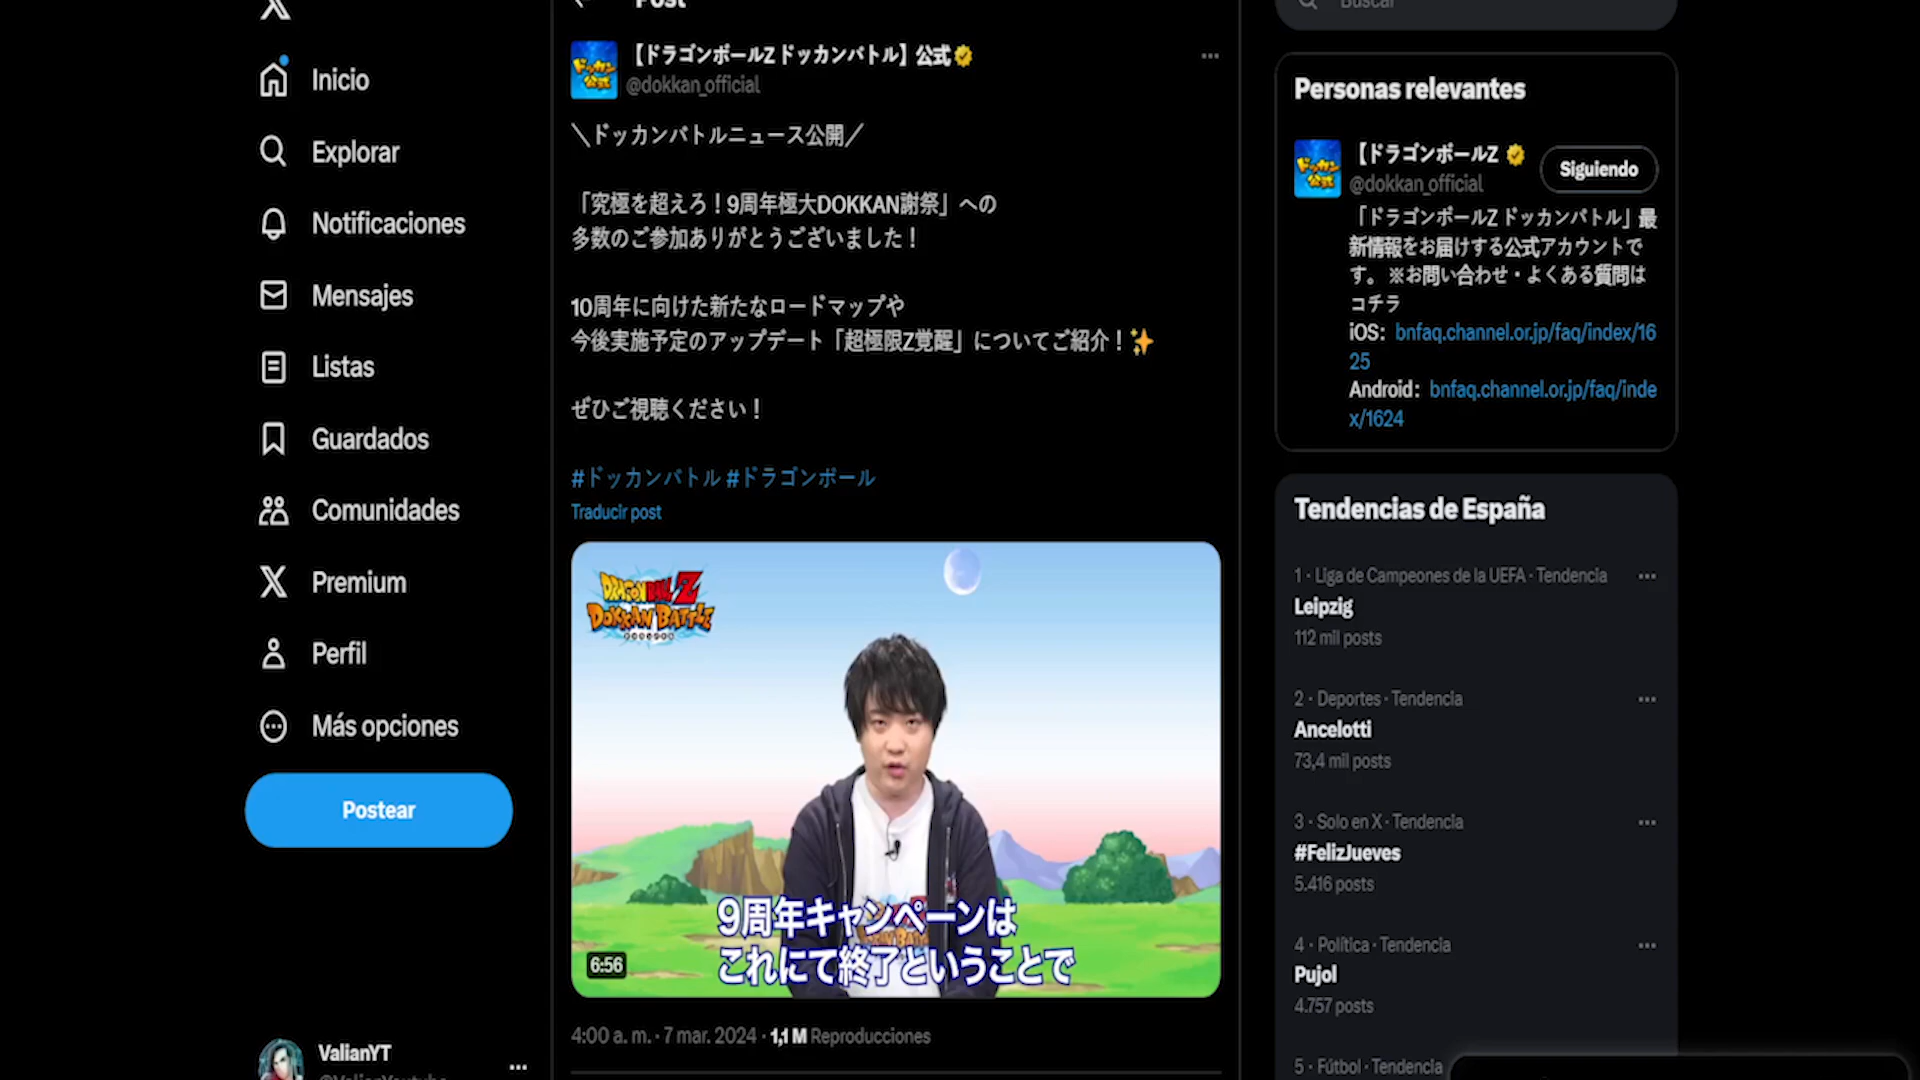 Inicio
Explorar
Notificaciones
Mensajes
Listas
Guardados
Comunidades
Premium
Perfil
Más opciones
Postear
ValianYT
Post
【ドラゴンボールZ ドッカンバトル】公式
@dokkan_official
＼ドッカンバトルニュース公開／
「究極を超えろ！9周年極大DOKKAN謝祭」への
多数のご参加ありがとうございました！
10周年に向けた新たなロードマップや
今後実施予定のアップデート「超極限Z覚醒」についてご紹介！✨
ぜひご視聴ください！
#ドッカンバトル #ドラゴンボール
Traducir post
DRAGON BALL Z
DOKKAN BATTLE
9周年キャンペーンは
これにて終了ということで
6:56
4:00 a. m. · 7 mar. 2024 · 1,1 M Reproducciones
Buscar
Personas relevantes
【ドラゴンボールZ
@dokkan_official
Siguiendo
「ドラゴンボールZ ドッカンバトル」最
新情報をお届けする公式アカウントで
す。 ※お問い合わせ・よくある質問は
コチラ
iOS： bnfaq.channel.or.jp/faq/index/16
25
Android： bnfaq.channel.or.jp/faq/inde
x/1624
Tendencias de España
1 · Liga de Campeones de la UEFA · Tendencia
Leipzig
112 mil posts
2 · Deportes · Tendencia
Ancelotti
73,4 mil posts
3 · Solo en X · Tendencia
#FelizJueves
5.416 posts
4 · Política · Tendencia
Pujol
4.757 posts
5 · Fútbol · Tendencia